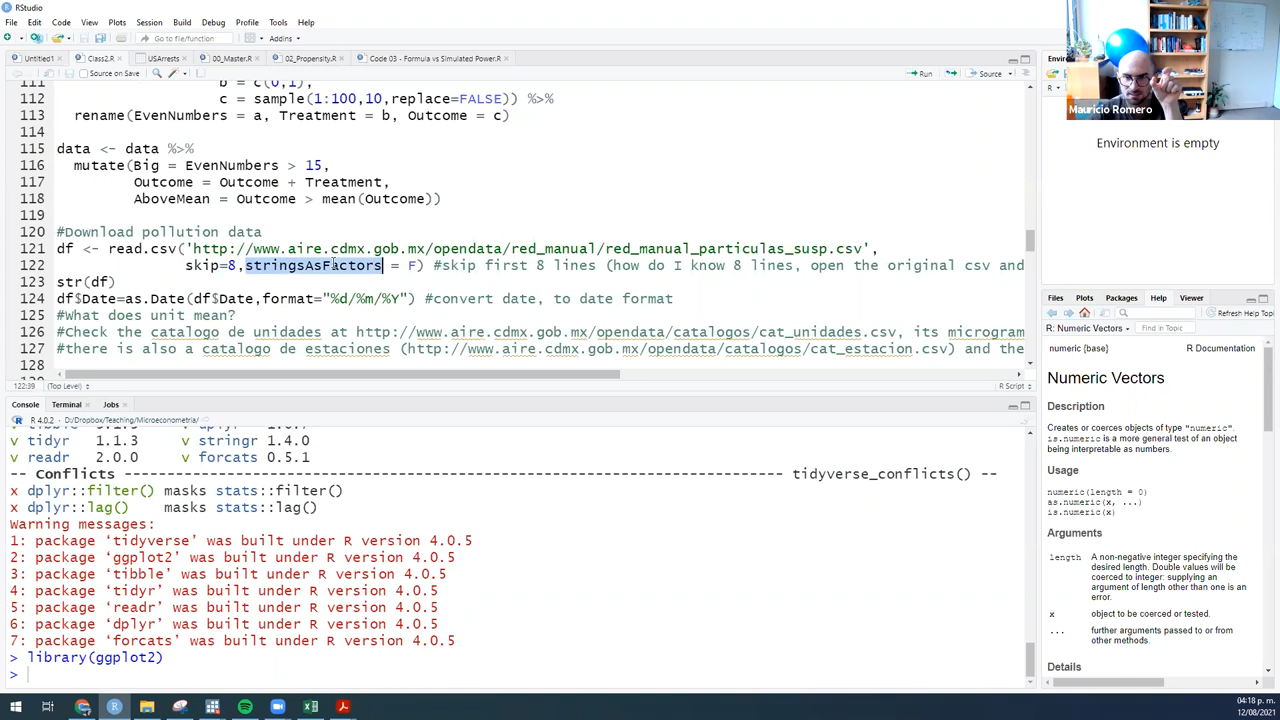 RStudio
File Edit Code View Plots Session Build Debug Profile Tools Help
Go to file/function
Addins
Untitled1
Class2.R
USArrests
00_Master.R
02_Propensity.R
Code 03 - Formula vs Simulated Power.R
Source on Save
Run
Source
111 b = c(0,1),
112 c = sample(1:100,10,replace=FALSE)) %>%
113 rename(EvenNumbers = a, Treatment = b, Outcome = c)
114
115 data <- data %>%
116 mutate(Big = EvenNumbers > 15,
117 Outcome = Outcome + Treatment,
118 AboveMean = Outcome > mean(Outcome))
119
120 #Download pollution data
121 df <- read.csv('http://www.aire.cdmx.gob.mx/opendata/red_manual/red_manual_particulas_susp.csv',
122 skip=8,stringsAsFactors = F) #skip first 8 lines (how do I know 8 lines, open the original csv and
123 str(df)
124 df$Date=as.Date(df$Date,format="%d/%m/%Y") #convert date, to date format
125 #What does unit mean?
126 #Check the catalogo de unidades at http://www.aire.cdmx.gob.mx/opendata/catalogos/cat_unidades.csv, its microgram
127 #there is also a catalogo de estaciones (http://www.aire.cdmx.gob.mx/opendata/catalogos/cat_estacion.csv) and the
128
122:39 (Top Level) R Script
Console Terminal Jobs
R 4.0.2 · D:/Dropbox/Teaching/Microeconometria/
v tidyr 1.1.3 v stringr 1.4.0
v readr 2.0.0 v forcats 0.5.1
-- Conflicts ---------------------------------------- tidyverse_conflicts() --
x dplyr::filter() masks stats::filter()
x dplyr::lag() masks stats::lag()
Warning messages:
1: package ‘tidyverse’ was built under R version 4.0.5
2: package ‘ggplot2’ was built under R version 4.0.5
3: package ‘tibble’ was built under R version 4.0.5
4: package ‘tidyr’ was built under R version 4.0.5
5: package ‘readr’ was built under R version 4.0.5
6: package ‘dplyr’ was built under R version 4.0.5
7: package ‘forcats’ was built under R version 4.0.5
> library(ggplot2)
>
Mauricio Romero
Environment is empty
Files Plots Packages Help Viewer
Refresh Help Topic
R: Numeric Vectors
Find in Topic
numeric {base} R Documentation
Numeric Vectors
Description
Creates or coerces objects of type "numeric".
is.numeric is a more general test of an object
being interpretable as numbers.
Usage
numeric(length = 0)
as.numeric(x, ...)
is.numeric(x)
Arguments
length A non-negative integer specifying the
desired length. Double values will be
coerced to integer: supplying an
argument of length other than one is an
error.
x object to be coerced or tested.
... further arguments passed to or from
other methods.
Details
04:18 p. m.
12/08/2021